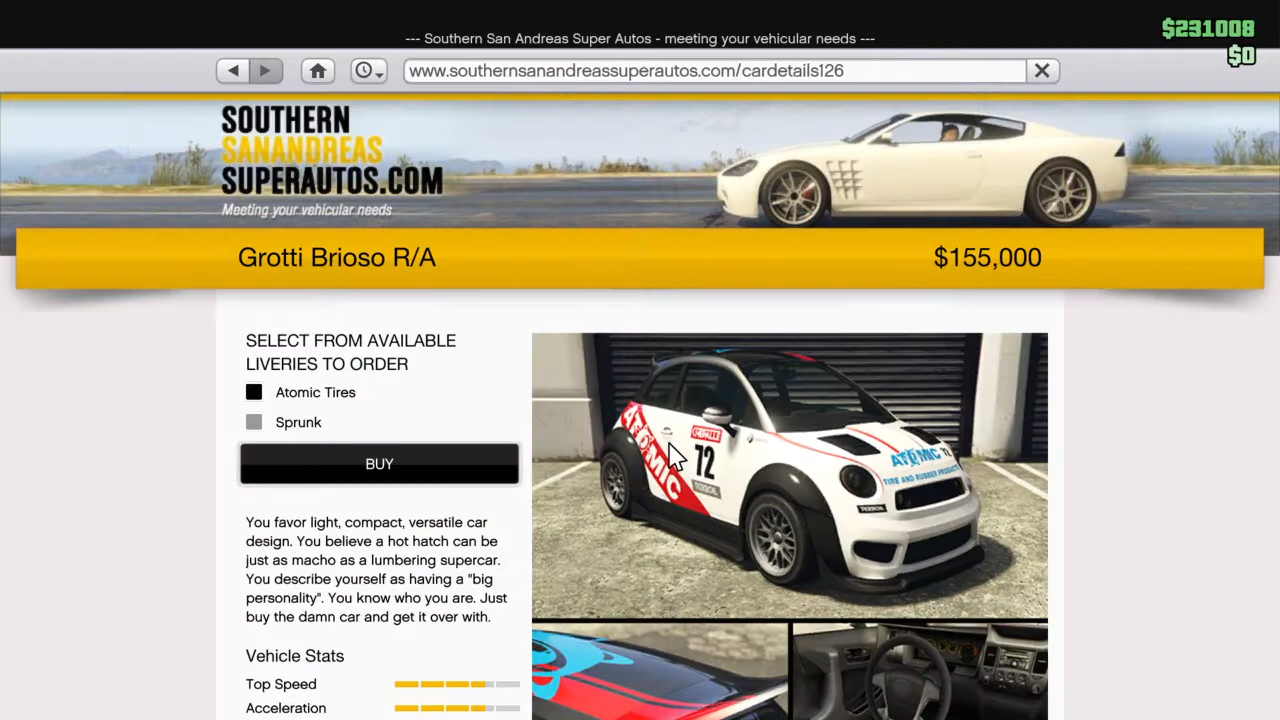 $231008
--- Southern San Andreas Super Autos - meeting your vehicular needs ---
$0
www.southernsanandreassuperautos.com/cardetails126
SOUTHERN
SANANDREAS
SUPERAUTOS.COM
Meeting your vehicular needs
Grotti Brioso R/A
$155,000
SELECT FROM AVAILABLE
LIVERIES TO ORDER
Atomic Tires
Sprunk
BUY
You favor light, compact, versatile car
design. You believe a hot hatch can be
just as macho as a lumbering supercar.
You describe yourself as having a "big
personality". You know who you are. Just
buy the damn car and get it over with.
Vehicle Stats
Top Speed
Acceleration
ATOMIC
72
TERROIL
ATOMIC
TIRE AND RUBBER PRODUCTS
TERROIL